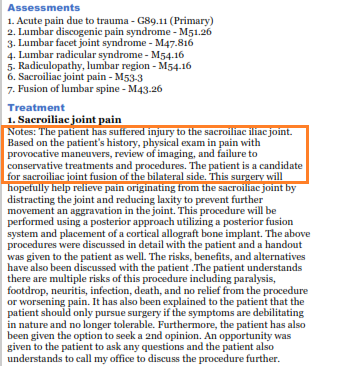 Assessments
1. Acute pain due to trauma - G89.11 (Primary)
2. Lumbar discogenic pain syndrome - M51.26
3. Lumbar facet joint syndrome - M47.816
4. Lumbar radicular syndrome - M54.16
5. Radiculopathy, lumbar region - M54.16
6. Sacroiliac joint pain - M53.3
7. Fusion of lumbar spine - M43.26
Treatment
1. Sacroiliac joint pain
Notes: The patient has suffered injury to the sacroiliac iliac joint.
Based on the patient's history, physical exam in pain with
provocative maneuvers, review of imaging, and failure to
conservative treatments and procedures. The patient is a candidate
for sacroiliac joint fusion of the bilateral side. This surgery will
hopefully help relieve pain originating from the sacroiliac joint by
distracting the joint and reducing laxity to prevent further
movement an aggravation in the joint. This procedure will be
performed using a posterior approach utilizing a posterior fusion
system and placement of a cortical allograft bone implant. The above
procedures were discussed in detail with the patient and a handout
was given to the patient as well. The risks, benefits, and alternatives
have also been discussed with the patient .The patient understands
there are multiple risks of this procedure including paralysis,
footdrop, neuritis, infection, death, and no relief from the procedure
or worsening pain. It has also been explained to the patient that the
patient should only pursue surgery if the symptoms are debilitating
in nature and no longer tolerable. Furthermore, the patient has also
been given the option to seek a 2nd opinion. An opportunity was
given to the patient to ask any questions and the patient also
understands to call my office to discuss the procedure further.